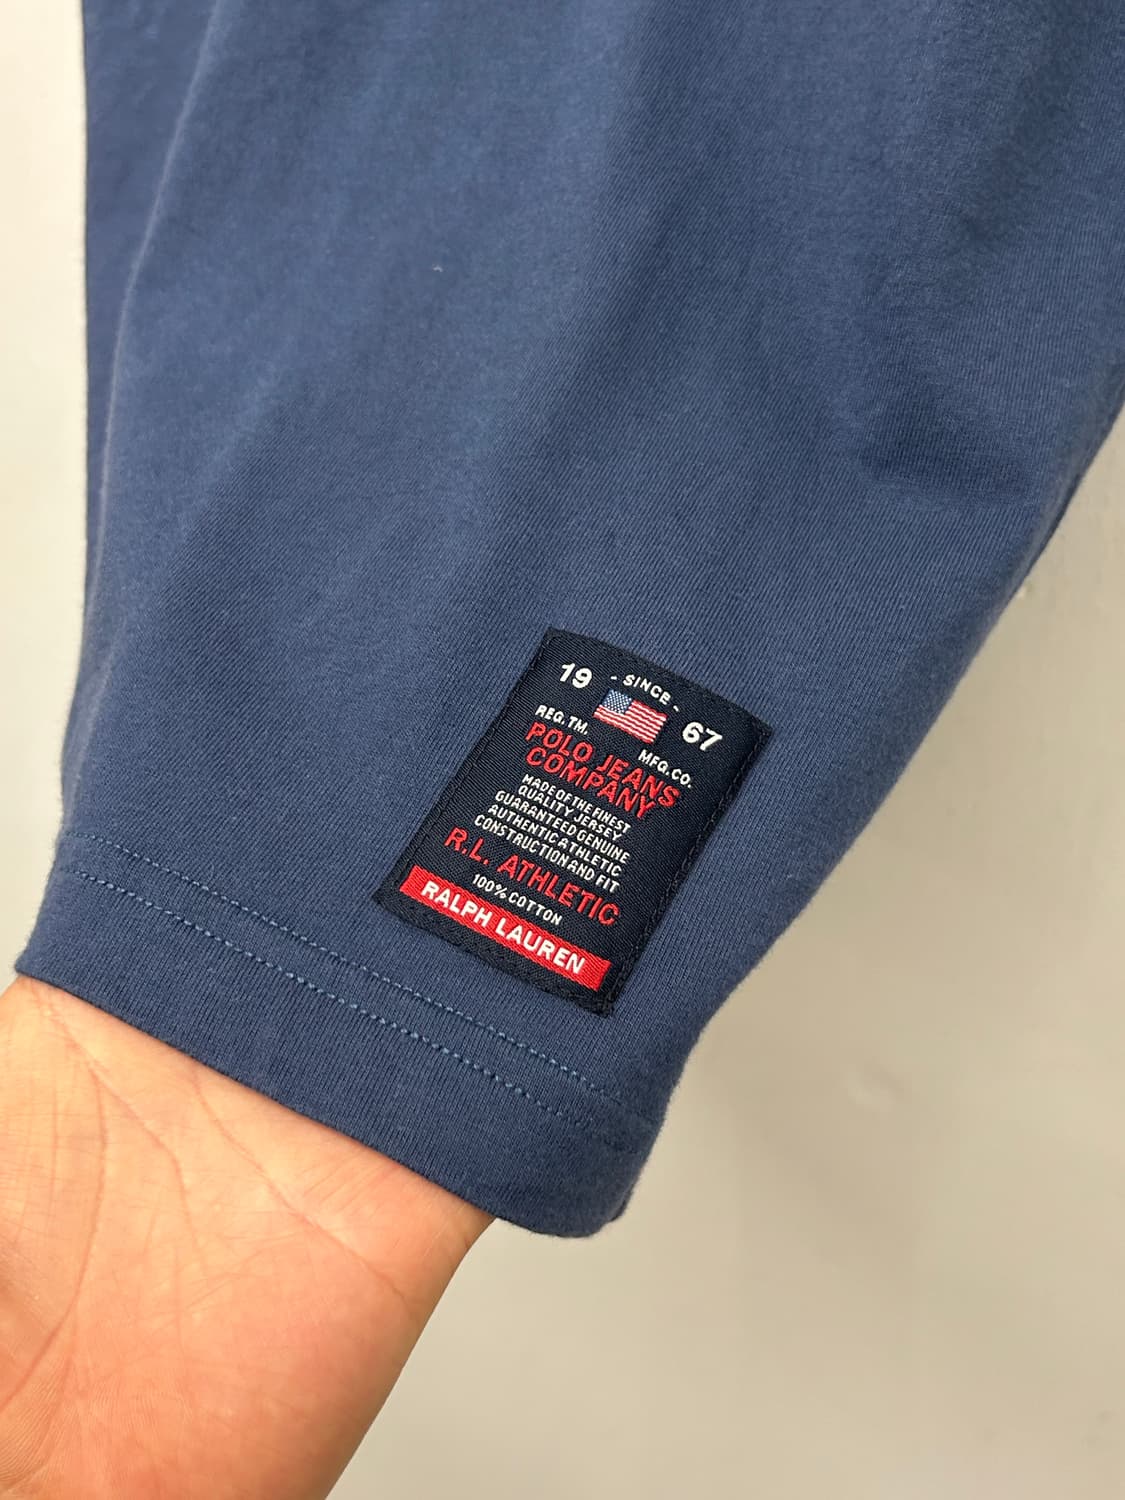 19 - SINCE - 67
REG. TM. MFG. CO.
POLO JEANS
COMPANY
MADE OF THE FINEST
QUALITY JERSEY
GUARANTEED GENUINE
AUTHENTIC ATHLETIC
CONSTRUCTION AND FIT
R.L. ATHLETIC
100% COTTON
RALPH LAUREN